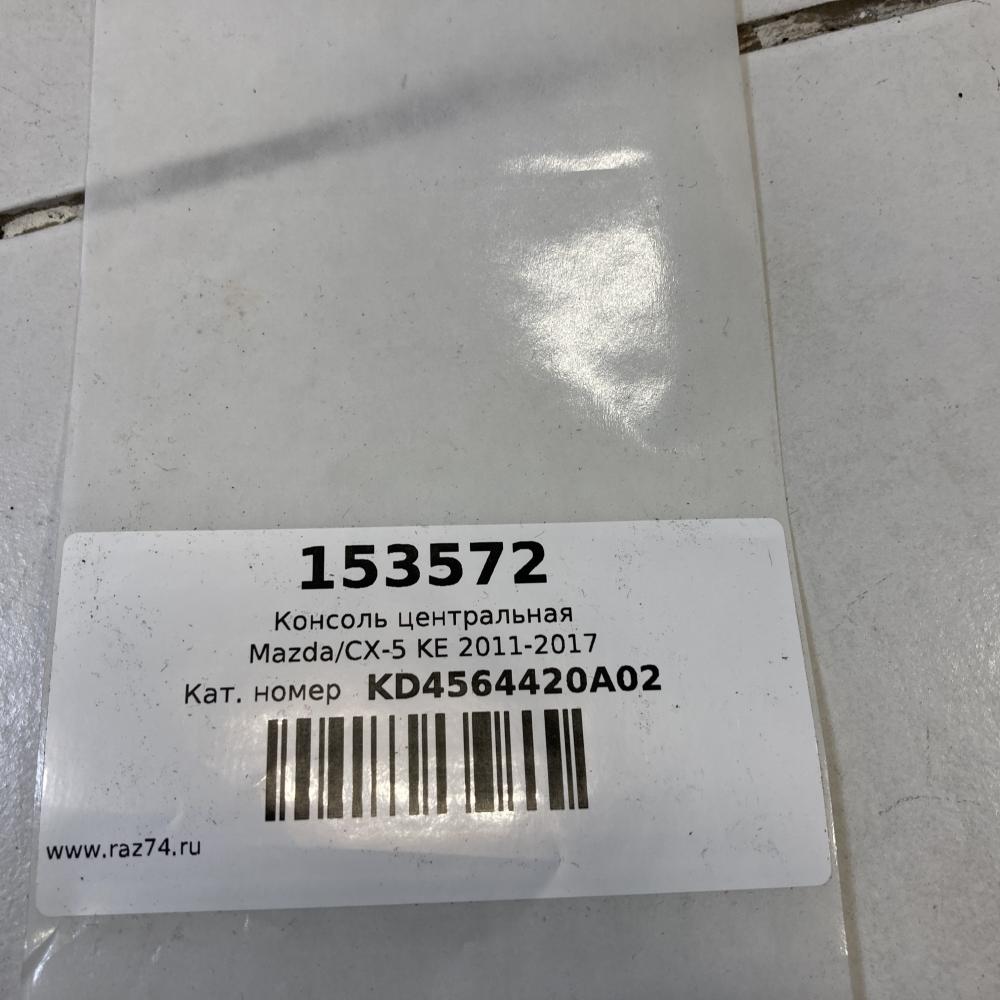 153572
Консоль центральная
Mazda/CX-5 KE 2011-2017
Кат. номер KD4564420A02
www.raz74.ru